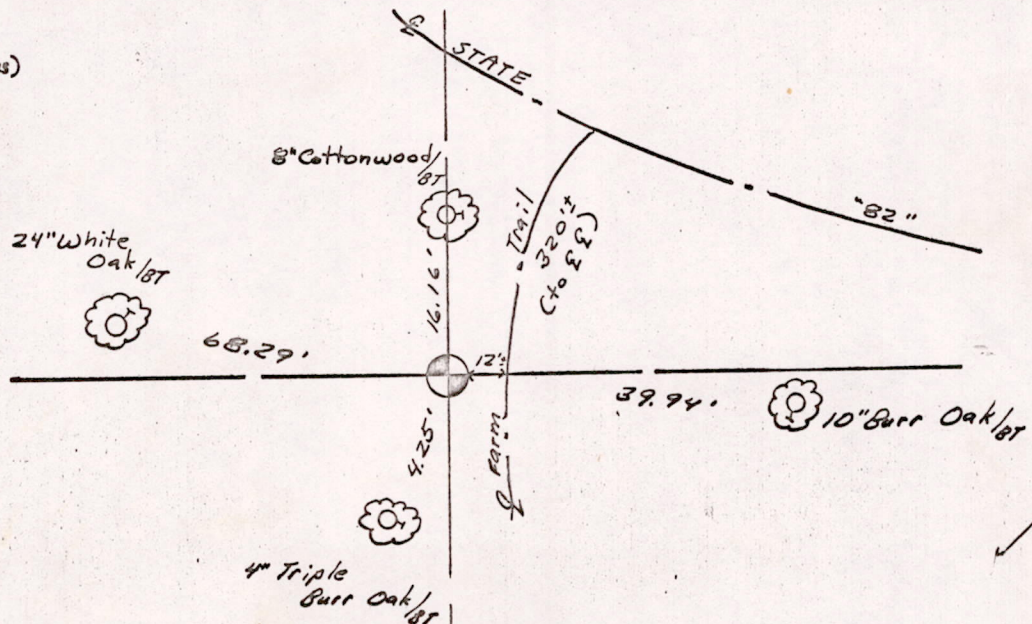 s)
℄
STATE
8" Cottonwood/BT
24" White
Oak/BT
Trail
320'±
(to ℄ ℄)
"82"
16.16'
68.29'
12'±
39.94'
10" Burr Oak/BT
4.25'
Farm
℄
4" Triple
Burr Oak/BT